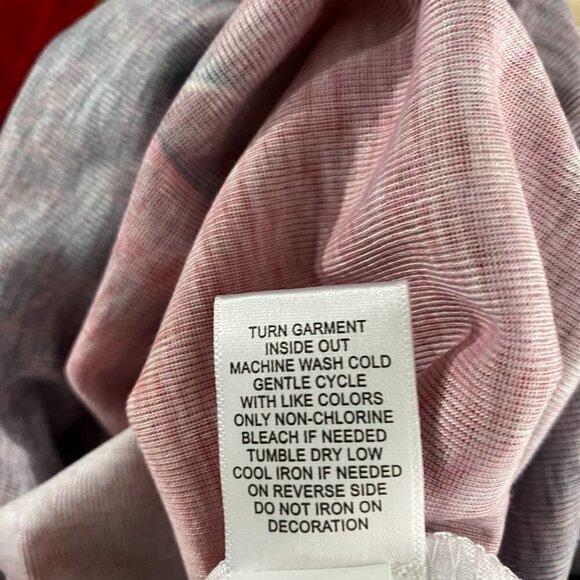 TURN GARMENT
INSIDE OUT
MACHINE WASH COLD
GENTLE CYCLE
WITH LIKE COLORS
ONLY NON-CHLORINE
BLEACH IF NEEDED
TUMBLE DRY LOW
COOL IRON IF NEEDED
ON REVERSE SIDE
DO NOT IRON ON
DECORATION